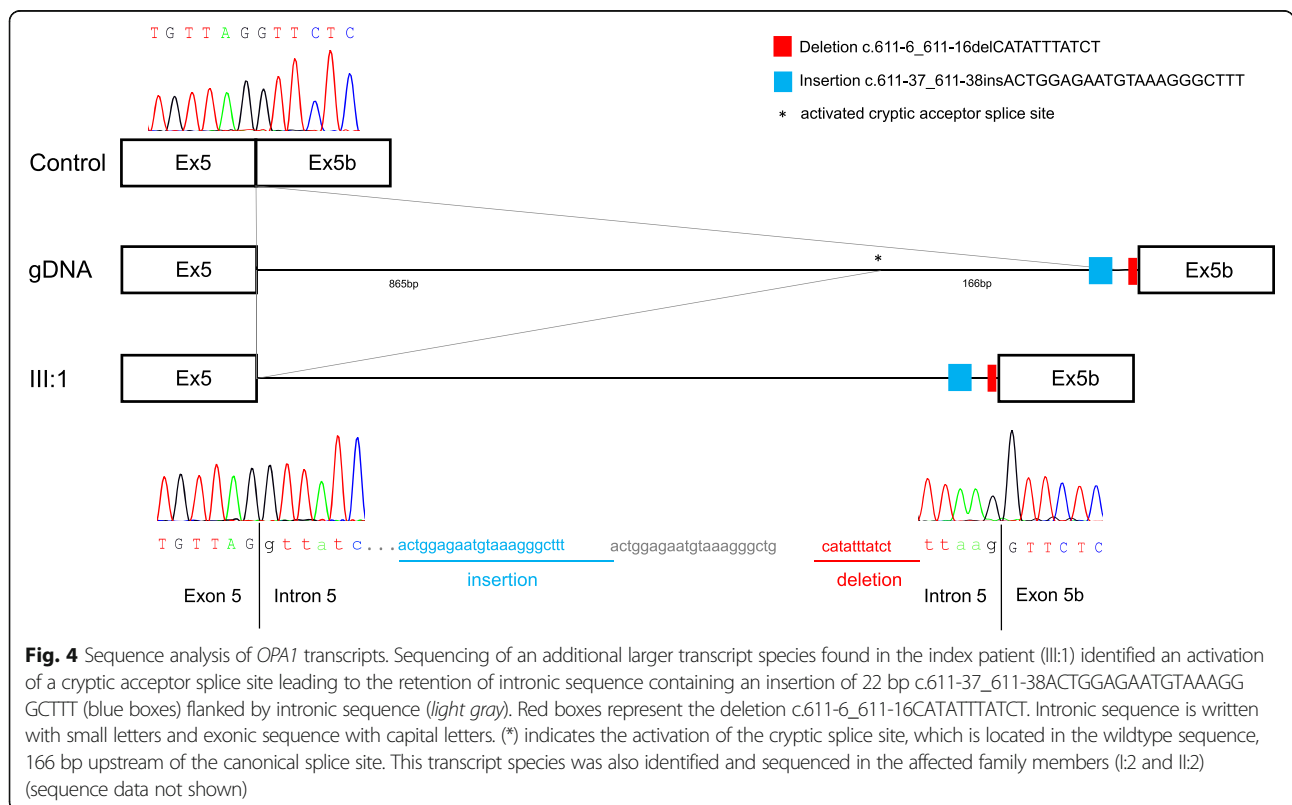 T G T T A G G T T C T C
Deletion c.611-6_611-16delCATATTTATCT
Insertion c.611-37_611-38insACTGGAGAATGTAAAGGGCTTT
* activated cryptic acceptor splice site
Control
Ex5
Ex5b
gDNA
Ex5
*
865bp
166bp
Ex5b
III:1
Ex5
Ex5b
T G T T A G g t t a t c ... actggagaatgtaaagggcttt actggagaatgtaaagggctg catatttatct t t a a g G T T C T C
insertion
deletion
Exon 5
Intron 5
Intron 5
Exon 5b
Fig. 4 Sequence analysis of OPA1 transcripts. Sequencing of an additional larger transcript species found in the index patient (III:1) identified an activation
of a cryptic acceptor splice site leading to the retention of intronic sequence containing an insertion of 22 bp c.611-37_611-38ACTGGAGAATGTAAAGG
GCTTT (blue boxes) flanked by intronic sequence (light gray). Red boxes represent the deletion c.611-6_611-16CATATTTATCT. Intronic sequence is written
with small letters and exonic sequence with capital letters. (*) indicates the activation of the cryptic splice site, which is located in the wildtype sequence,
166 bp upstream of the canonical splice site. This transcript species was also identified and sequenced in the affected family members (I:2 and II:2)
(sequence data not shown)